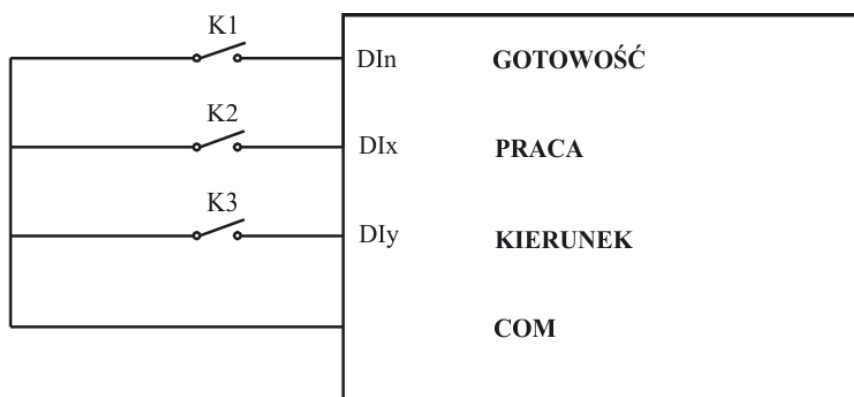 K1
DIn GOTOWOŚĆ
K2
DIx PRACA
K3
DIy KIERUNEK
COM